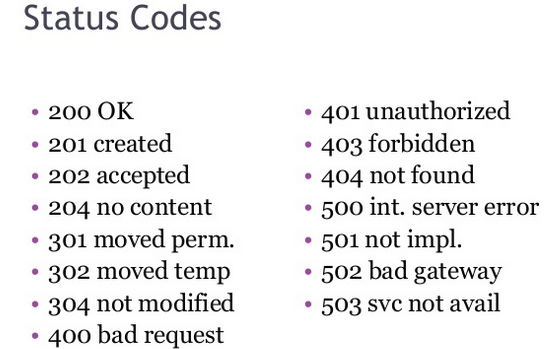 Status Codes
• 200 OK
• 201 created
• 202 accepted
• 204 no content
• 301 moved perm.
• 302 moved temp
• 304 not modified
• 400 bad request
• 401 unauthorized
• 403 forbidden
• 404 not found
• 500 int. server error
• 501 not impl.
• 502 bad gateway
• 503 svc not avail